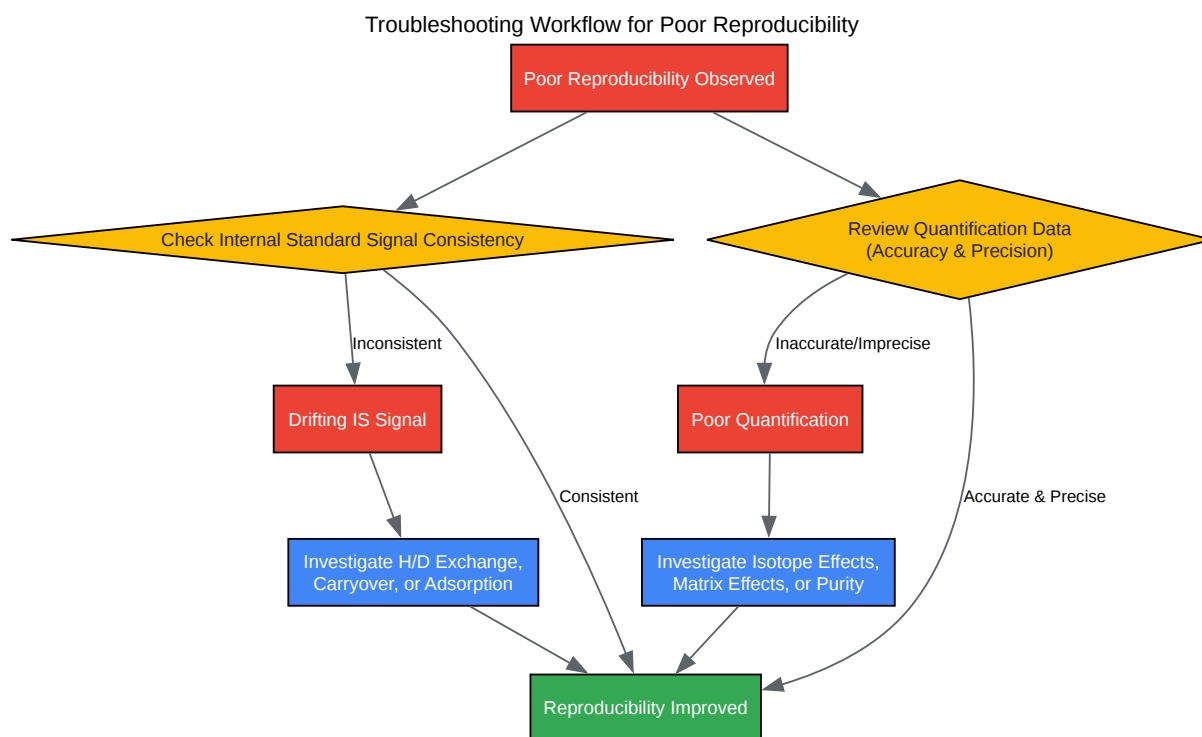 Troubleshooting Workflow for Poor Reproducibility
Poor Reproducibility Observed
Check Internal Standard Signal Consistency
Review Quantification Data
(Accuracy & Precision)
Inconsistent
Inaccurate/Imprecise
Drifting IS Signal
Poor Quantification
Consistent
Accurate & Precise
Investigate H/D Exchange,
Carryover, or Adsorption
Investigate Isotope Effects,
Matrix Effects, or Purity
Reproducibility Improved